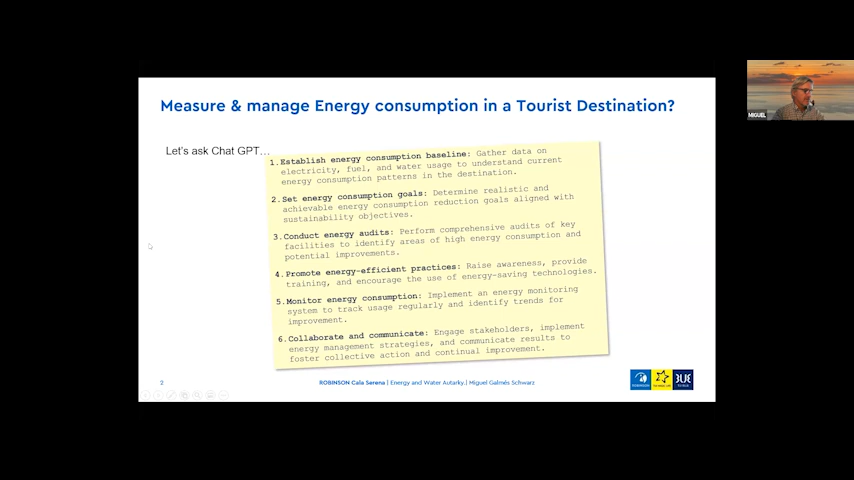 Measure & manage Energy consumption in a Tourist Destination?
Let's ask Chat GPT...
1.Establish energy consumption baseline: Gather data on
electricity, fuel, and water usage to understand current
energy consumption patterns in the destination.
2.Set energy consumption goals: Determine realistic and
achievable energy consumption reduction goals aligned with
sustainability objectives.
3.Conduct energy audits: Perform comprehensive audits of key
facilities to identify areas of high energy consumption and
potential improvements.
4.Promote energy-efficient practices: Raise awareness, provide
training, and encourage the use of energy-saving technologies.
5.Monitor energy consumption: Implement an energy monitoring
system to track usage regularly and identify trends for
improvement.
6.Collaborate and communicate: Engage stakeholders, implement
energy management strategies, and communicate results to
foster collective action and continual improvement.
2
ROBINSON Cala Serena | Energy and Water Autarky.| Miguel Galmés Schwarz
ROBINSON
MIGUEL